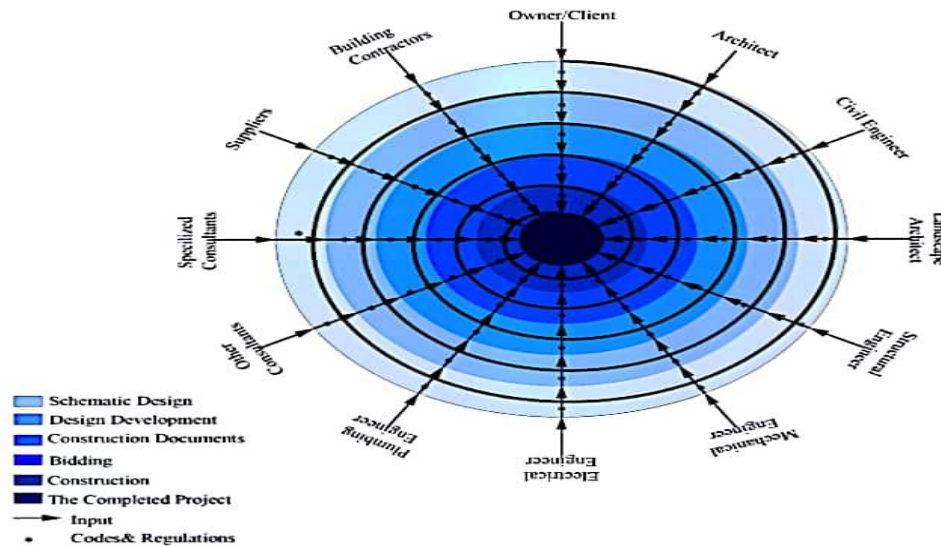 Owner/Client
Architect
Civil Engineer
Landscape
Architect
Structural
Engineer
Mechanical
Engineer
Electrical
Engineer
Plumbing
Engineer
Other
Consultants
Specilized
Consultants
Suppliers
Building
Contractors
Schematic Design
Design Development
Construction Documents
Bidding
Construction
The Completed Project
Input
Codes& Regulations